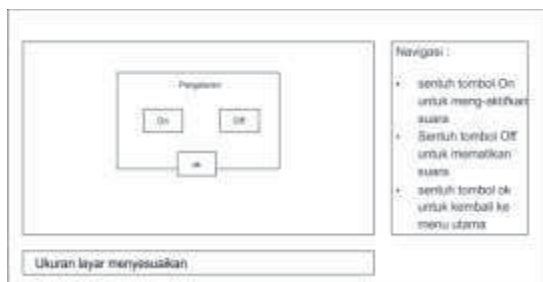 Pengaturan
On Off
ok
Navigasi :
• sentuh tombol On
untuk meng-aktifkan
suara
• Sentuh tombol Off
untuk mematikan
suara
• sentuh tombol ok
untuk kembali ke
menu utama
Ukuran layar menyesuaikan